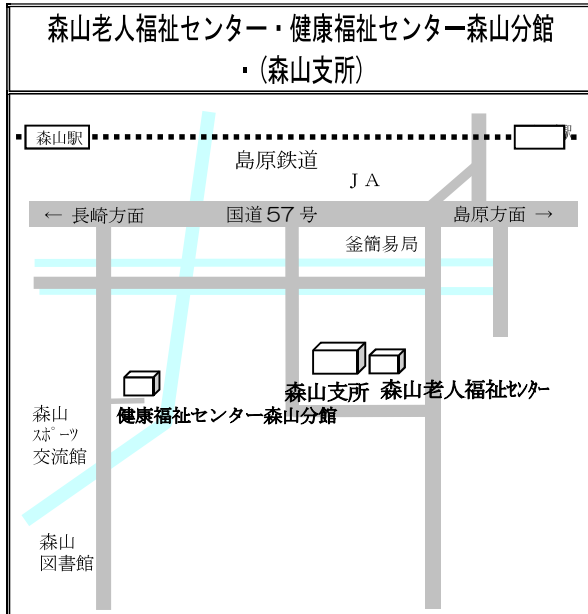 森山老人福祉センター・健康福祉センター森山分館
・(森山支所)
森山駅
駅
島原鉄道
ＪＡ
← 長崎方面
国道57号
島原方面 →
釜簡易局
森山支所
森山老人福祉ｾﾝﾀｰ
健康福祉センター森山分館
森山
ｽﾎﾟｰﾂ
交流館
森山
図書館